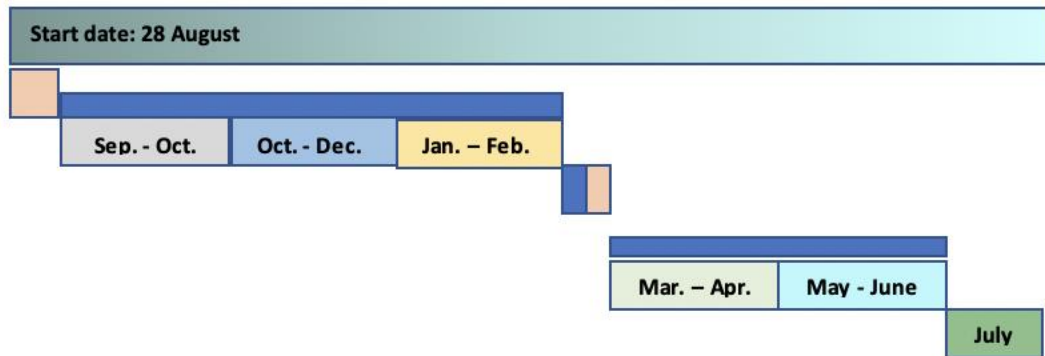 Start date: 28 August
Sep. - Oct.
Oct. - Dec.
Jan. – Feb.
Mar. – Apr.
May - June
July